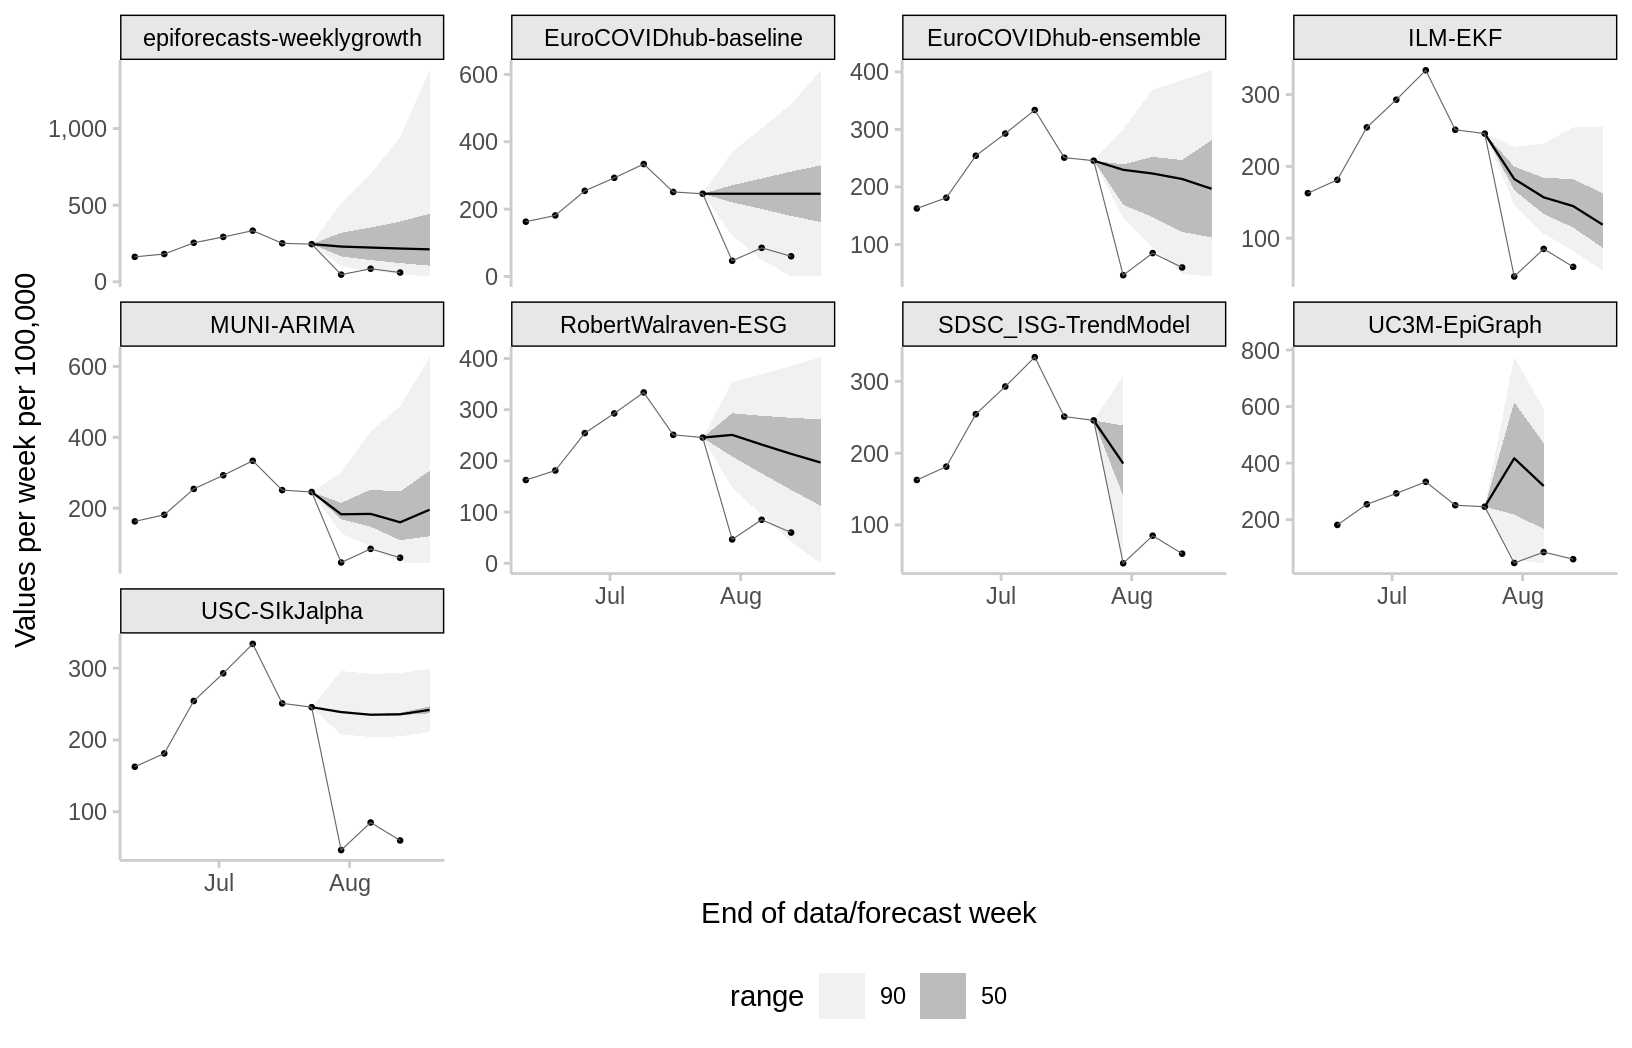 epiforecasts-weeklygrowth
EuroCOVIDhub-baseline
EuroCOVIDhub-ensemble
ILM-EKF
1,000
500
0
600
400
200
0
400
300
200
100
300
200
100
MUNI-ARIMA
RobertWalraven-ESG
SDSC_ISG-TrendModel
UC3M-EpiGraph
600
400
200
400
300
200
100
0
Jul Aug
300
200
100
Jul Aug
800
600
400
200
Jul Aug
USC-SIkJalpha
300
200
100
Jul Aug
Values per week per 100,000
End of data/forecast week
range 90 50